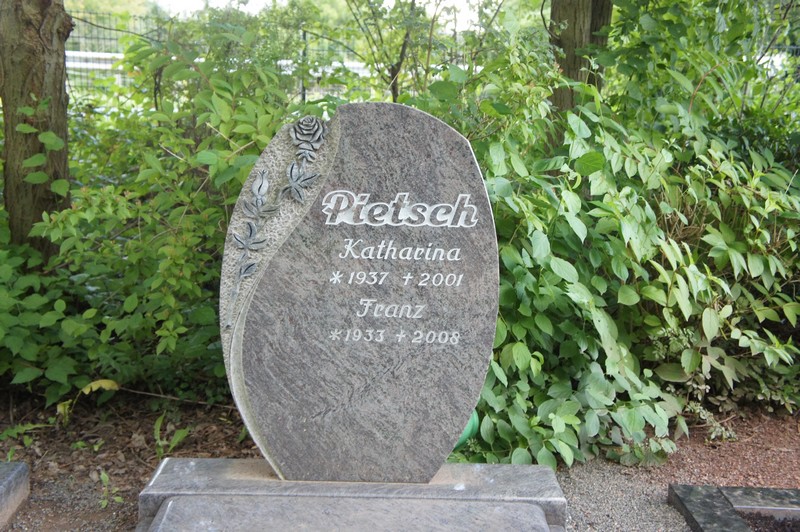 Pietsch
Katharina
* 1937 + 2001
Franz
* 1933 + 2008